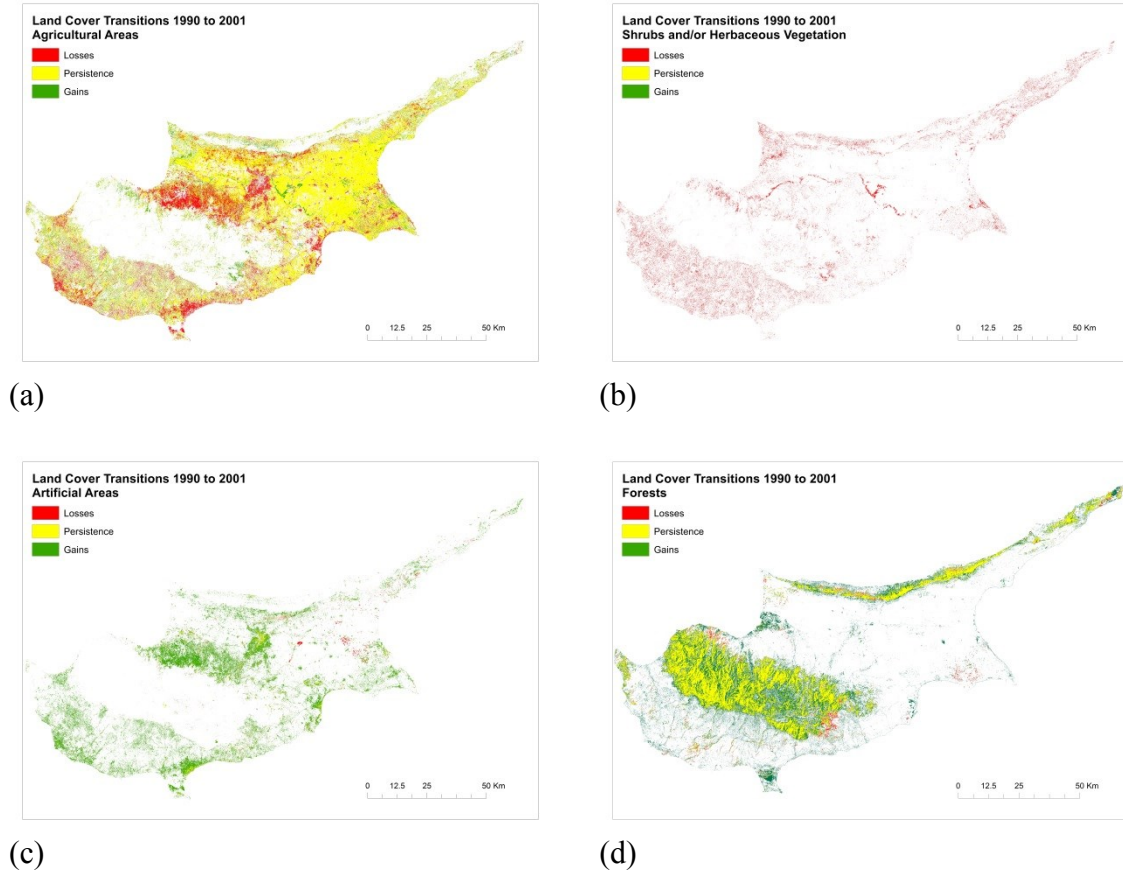 Land Cover Transitions 1990 to 2001
Agricultural Areas
Losses
Persistence
Gains
0 12.5 25 50 Km
(a)
Land Cover Transitions 1990 to 2001
Shrubs and/or Herbaceous Vegetation
Losses
Persistence
Gains
0 12.5 25 50 Km
(b)
Land Cover Transitions 1990 to 2001
Artificial Areas
Losses
Persistence
Gains
0 12.5 25 50 Km
(c)
Land Cover Transitions 1990 to 2001
Forests
Losses
Persistence
Gains
0 12.5 25 50 Km
(d)